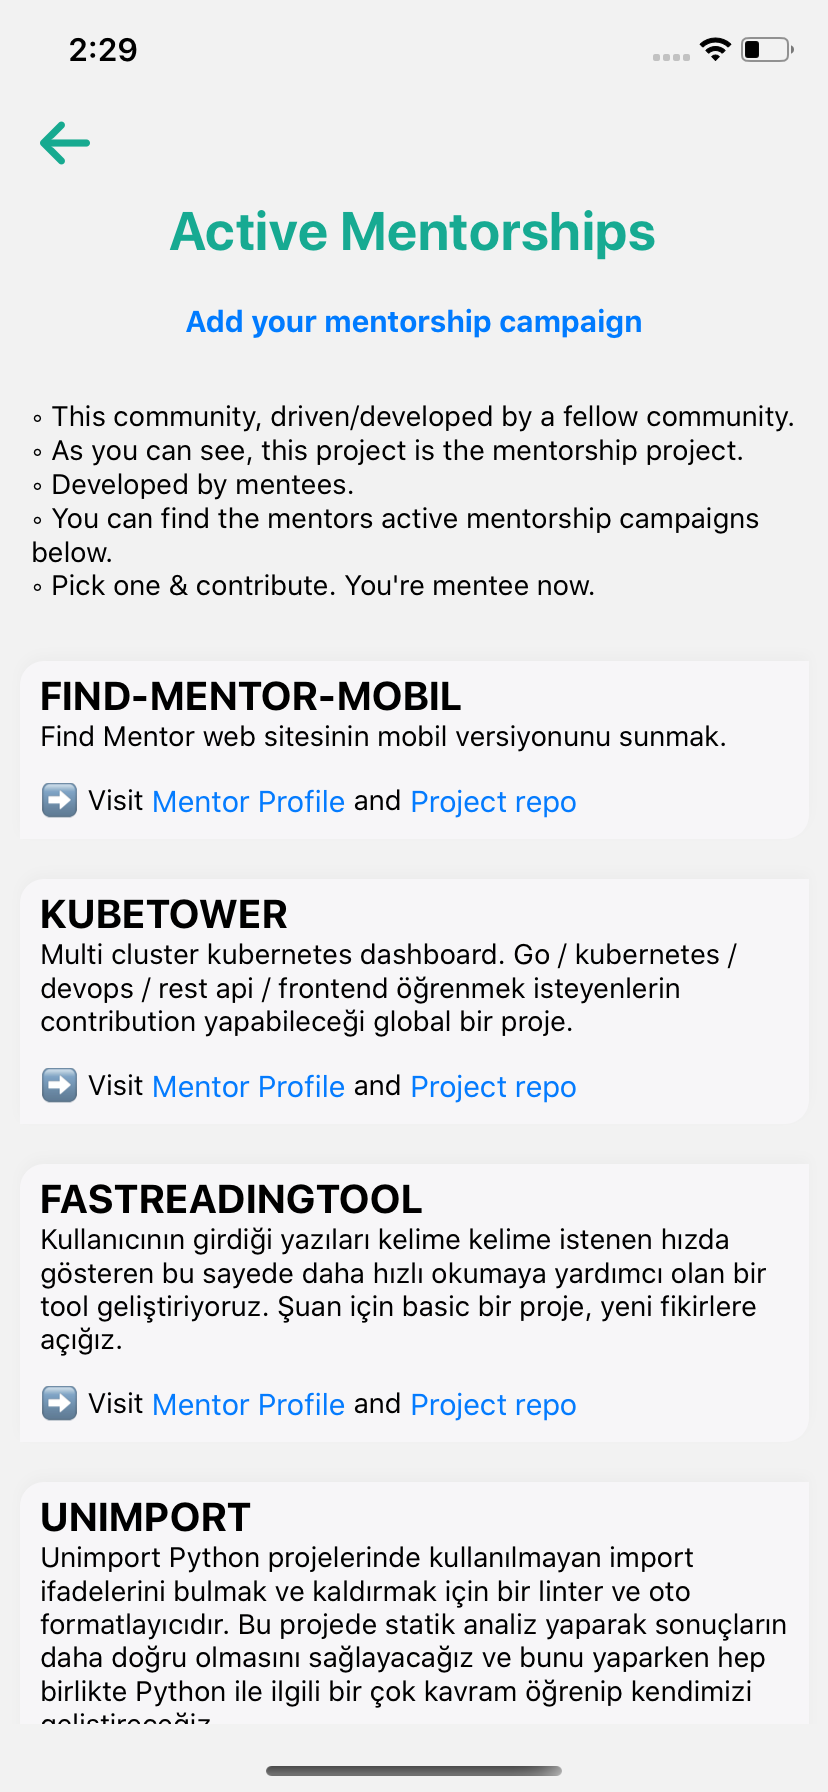 2:29
Active Mentorships
Add your mentorship campaign
◦ This community, driven/developed by a fellow community.
◦ As you can see, this project is the mentorship project.
◦ Developed by mentees.
◦ You can find the mentors active mentorship campaigns
below.
◦ Pick one & contribute. You're mentee now.
FIND-MENTOR-MOBIL
Find Mentor web sitesinin mobil versiyonunu sunmak.
➡️ Visit Mentor Profile and Project repo
KUBETOWER
Multi cluster kubernetes dashboard. Go / kubernetes /
devops / rest api / frontend öğrenmek isteyenlerin
contribution yapabileceği global bir proje.
➡️ Visit Mentor Profile and Project repo
FASTREADINGTOOL
Kullanıcının girdiği yazıları kelime kelime istenen hızda
gösteren bu sayede daha hızlı okumaya yardımcı olan bir
tool geliştiriyoruz. Şuan için basic bir proje, yeni fikirlere
açığız.
➡️ Visit Mentor Profile and Project repo
UNIMPORT
Unimport Python projelerinde kullanılmayan import
ifadelerini bulmak ve kaldırmak için bir linter ve oto
formatlayıcıdır. Bu projede statik analiz yaparak sonuçların
daha doğru olmasını sağlayacağız ve bunu yaparken hep
birlikte Python ile ilgili bir çok kavram öğrenip kendimizi